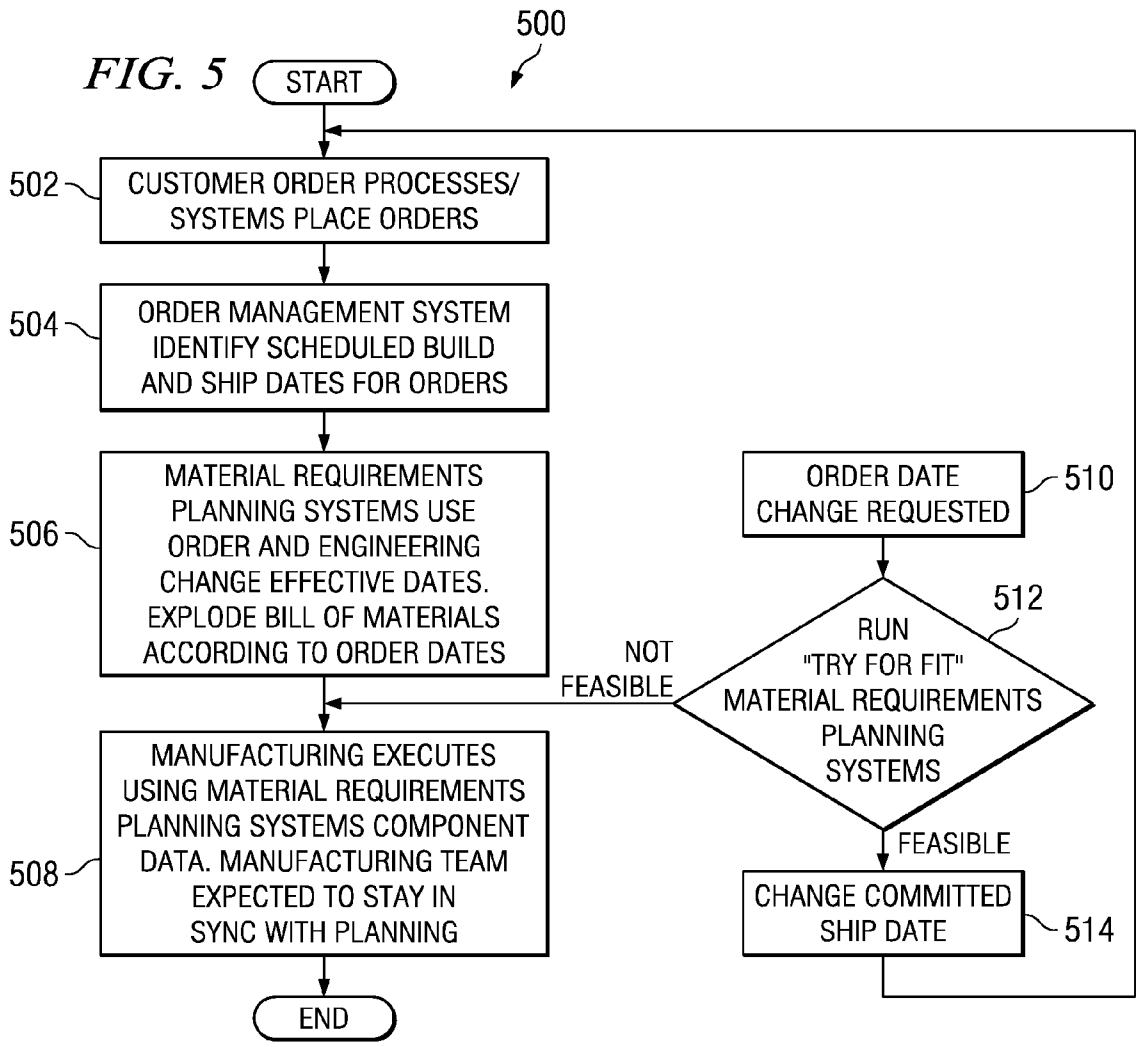 500
FIG. 5
START
502
CUSTOMER ORDER PROCESSES/
SYSTEMS PLACE ORDERS
504
ORDER MANAGEMENT SYSTEM
IDENTIFY SCHEDULED BUILD
AND SHIP DATES FOR ORDERS
506
MATERIAL REQUIREMENTS
PLANNING SYSTEMS USE
ORDER AND ENGINEERING
CHANGE EFFECTIVE DATES.
EXPLODE BILL OF MATERIALS
ACCORDING TO ORDER DATES
508
MANUFACTURING EXECUTES
USING MATERIAL REQUIREMENTS
PLANNING SYSTEMS COMPONENT
DATA. MANUFACTURING TEAM
EXPECTED TO STAY IN
SYNC WITH PLANNING
END
ORDER DATE
CHANGE REQUESTED
510
512
RUN
"TRY FOR FIT"
MATERIAL REQUIREMENTS
PLANNING
SYSTEMS
NOT
FEASIBLE
FEASIBLE
CHANGE COMMITTED
SHIP DATE
514